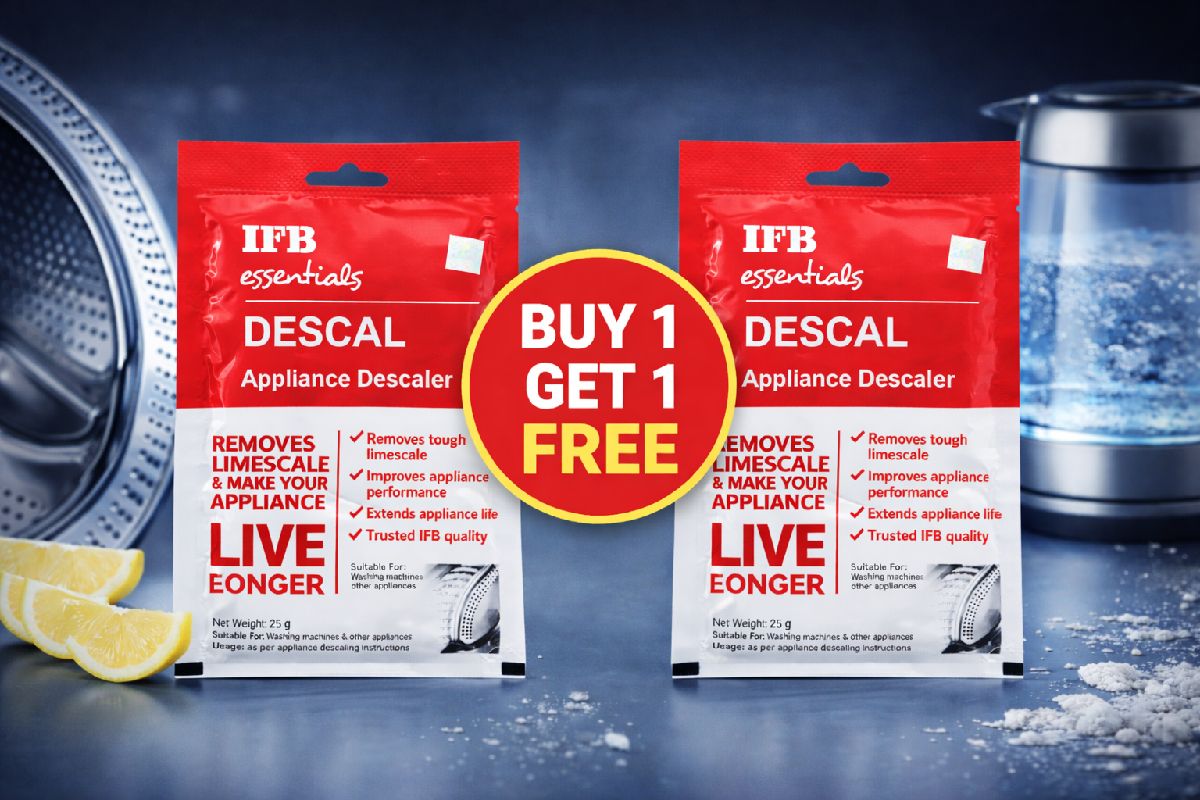 IFB
essentials
DESCAL
Appliance Descaler
REMOVES
LIMESCALE
& MAKE YOUR
APPLIANCE
LIVE
EONGER
✓ Removes tough
limescale
✓ Improves appliance
performance
✓ Extends appliance life
✓ Trusted IFB quality
Suitable For:
Washing machines
other appliances
Net Weight: 25 g
Suitable For: Washing machines & other appliances
Usage: as per appliance descaling instructions
BUY 1
GET 1
FREE
IFB
essentials
DESCAL
Appliance Descaler
EMOVES
LIMESCALE
& MAKE YOUR
APPLIANCE
LIVE
EONGER
✓ Removes tough
limescale
✓ Improves appliance
performance
✓ Extends appliance life
✓ Trusted IFB quality
Suitable For:
Washing machines
other appliances
Net Weight: 25 g
Suitable For: Washing machines & other appliances
Usage: as per appliance descaling instructions